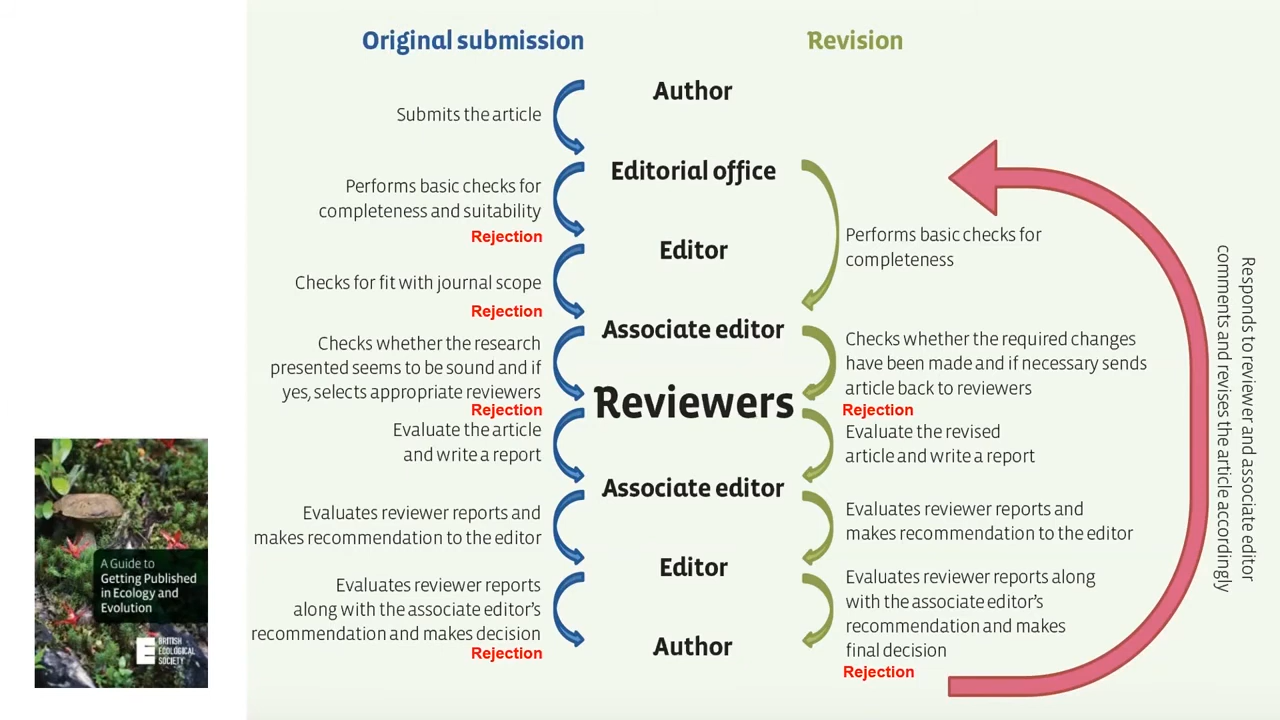 Original submission
Revision
Author
Submits the article
Editorial office
Performs basic checks for
completeness and suitability
Rejection
Performs basic checks for
completeness
Editor
Checks for fit with journal scope
Rejection
Associate editor
Checks whether the research
presented seems to be sound and if
yes, selects appropriate reviewers
Rejection
Checks whether the required changes
have been made and if necessary sends
article back to reviewers
Rejection
Reviewers
Evaluate the article
and write a report
Evaluate the revised
article and write a report
Associate editor
Evaluates reviewer reports and
makes recommendation to the editor
Evaluates reviewer reports and
makes recommendation to the editor
Editor
Evaluates reviewer reports
along with the associate editor’s
recommendation and makes decision
Rejection
Evaluates reviewer reports along
with the associate editor’s
recommendation and makes
final decision
Rejection
Author
Responds to reviewer and associate editor
comments and revises the article accordingly
A Guide to
Getting Published
in Ecology and
Evolution
BRITISH
ECOLOGICAL
SOCIETY